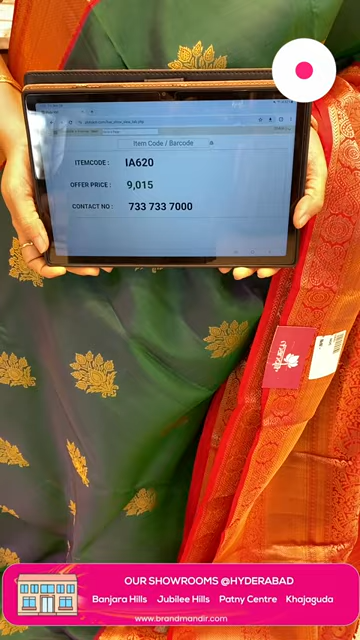 Item Code / Barcode
ITEMCODE : IA620
OFFER PRICE : 9,015
CONTACT NO : 733 733 7000
OUR SHOWROOMS @HYDERABAD
Banjara Hills Jubilee Hills Patny Centre Khajaguda
www.brandmandir.com